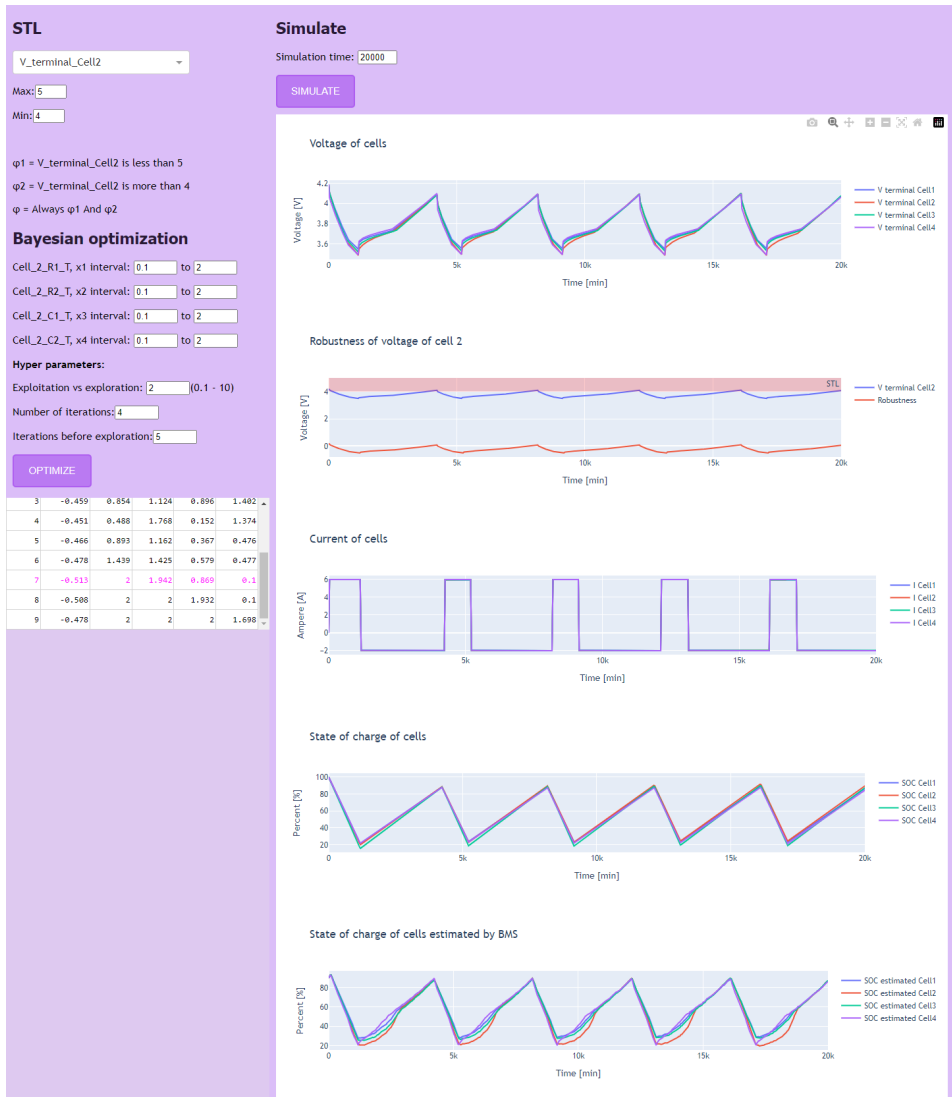 STL
V_terminal_Cell2
Max: 5
Min: 4
φ1 = V_terminal_Cell2 is less than 5
φ2 = V_terminal_Cell2 is more than 4
φ = Always φ1 And φ2
Bayesian optimization
Cell_2_R1_T, x1 interval: 0.1 to 2
Cell_2_R2_T, x2 interval: 0.1 to 2
Cell_2_C1_T, x3 interval: 0.1 to 2
Cell_2_C2_T, x4 interval: 0.1 to 2
Hyper parameters:
Exploitation vs exploration: 2 (0.1 - 10)
Number of iterations: 4
Iterations before exploration: 5
OPTIMIZE
3 -0.459 0.854 1.124 0.896 1.402
4 -0.451 0.488 1.768 0.152 1.374
5 -0.466 0.893 1.162 0.367 0.476
6 -0.478 1.439 1.425 0.579 0.477
7 -0.513 2 1.942 0.869 0.1
8 -0.508 2 2 1.932 0.1
9 -0.478 2 2 2 1.698
Simulate
Simulation time: 20000
SIMULATE
Voltage of cells
Voltage [V]
4.2
4
3.8
3.6
0 5k 10k 15k 20k
Time [min]
V terminal Cell1
V terminal Cell2
V terminal Cell3
V terminal Cell4
Robustness of voltage of cell 2
Voltage [V]
4
2
0
STL
0 5k 10k 15k 20k
Time [min]
V terminal Cell2
Robustness
Current of cells
Ampere [A]
6
4
2
0
−2
0 5k 10k 15k 20k
Time [min]
I Cell1
I Cell2
I Cell3
I Cell4
State of charge of cells
Percent [%]
100
80
60
40
20
0 5k 10k 15k 20k
Time [min]
SOC Cell1
SOC Cell2
SOC Cell3
SOC Cell4
State of charge of cells estimated by BMS
Percent [%]
80
60
40
20
0 5k 10k 15k 20k
Time [min]
SOC estimated Cell1
SOC estimated Cell2
SOC estimated Cell3
SOC estimated Cell4